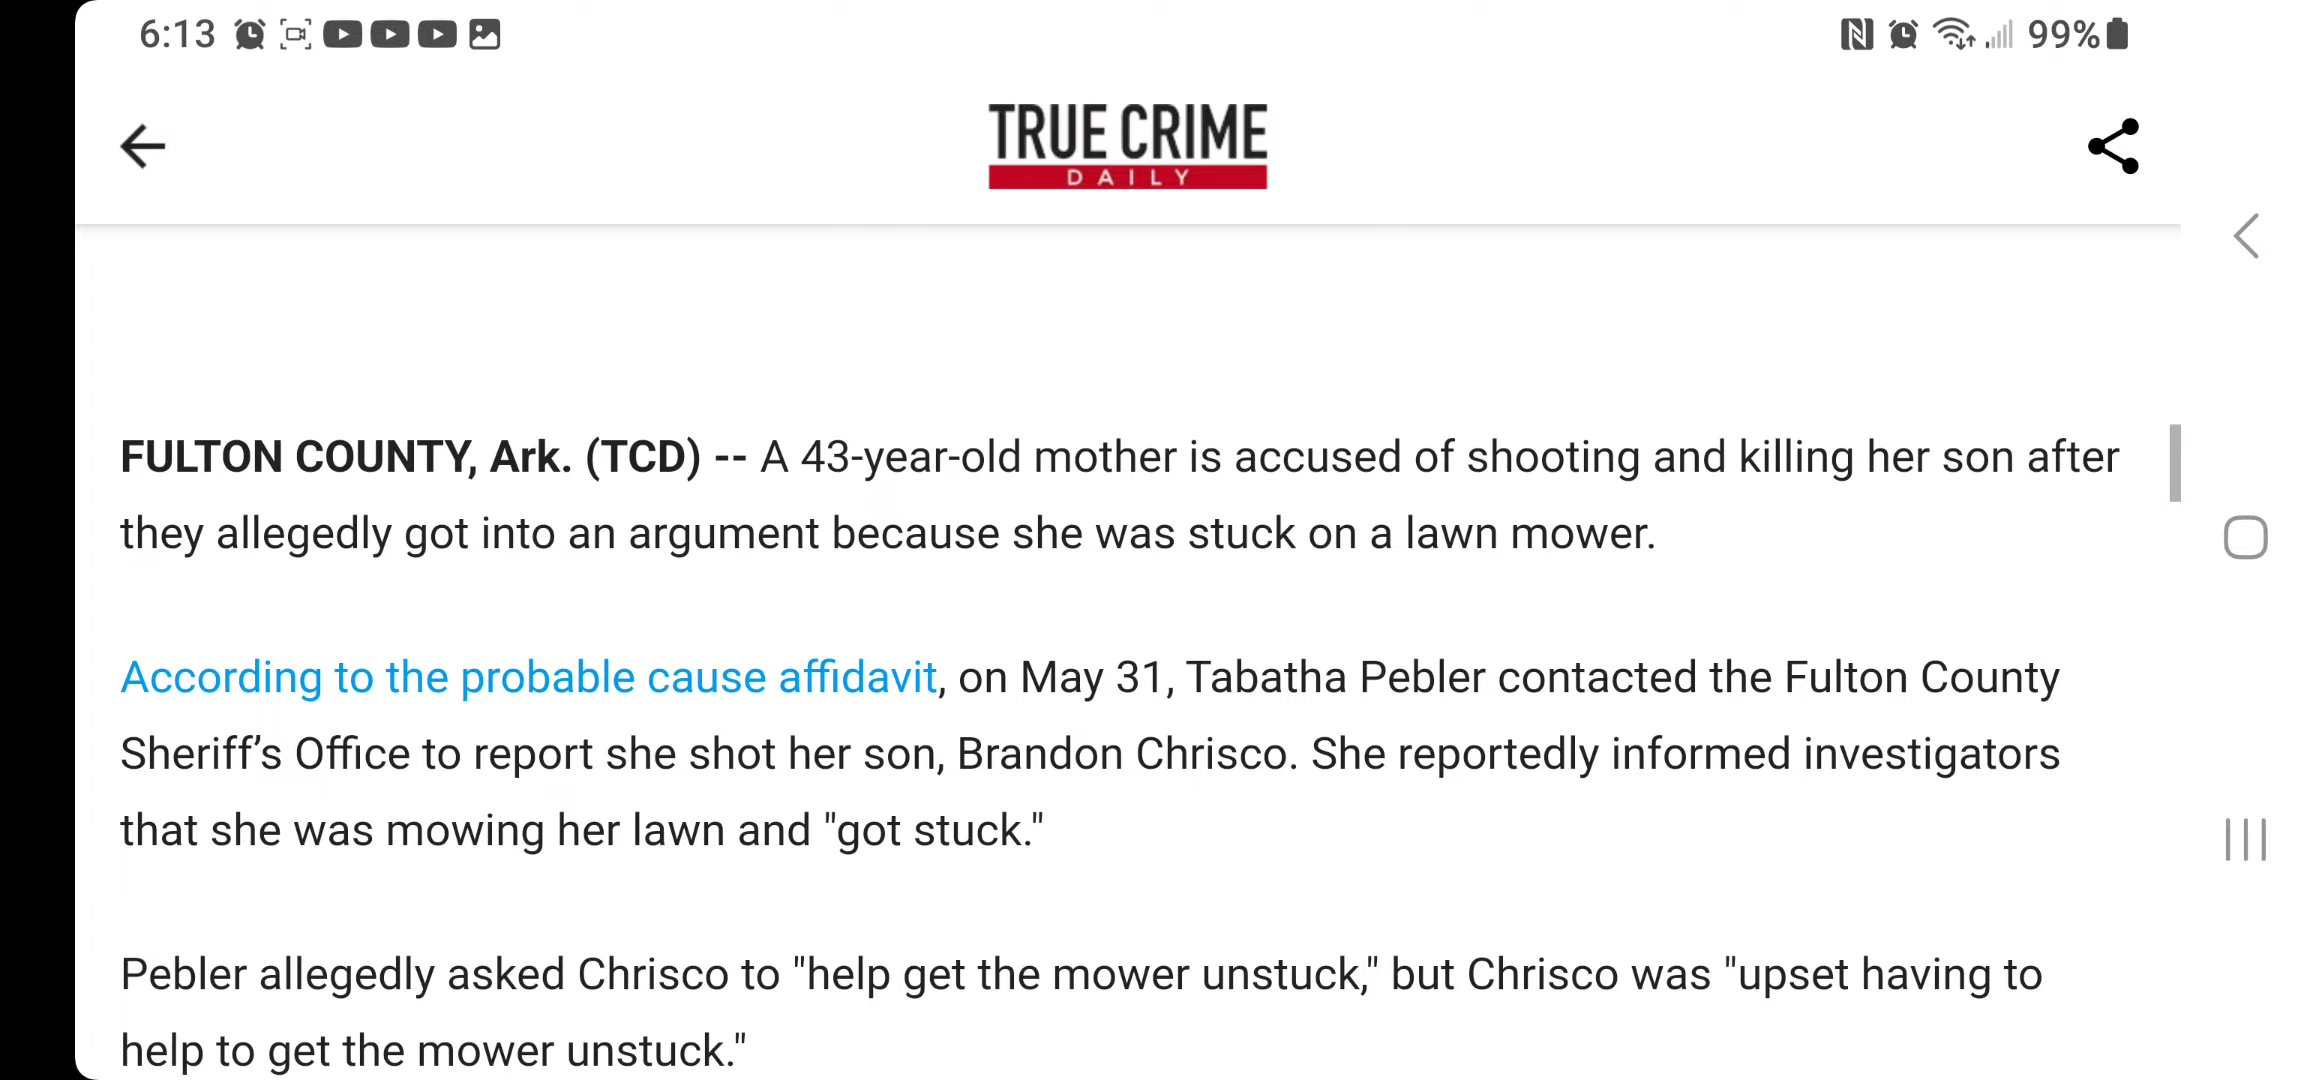 6:13 99%
TRUE CRIME
DAILY
FULTON COUNTY, Ark. (TCD) -- A 43-year-old mother is accused of shooting and killing her son after
they allegedly got into an argument because she was stuck on a lawn mower.
According to the probable cause affidavit, on May 31, Tabatha Pebler contacted the Fulton County
Sheriff’s Office to report she shot her son, Brandon Chrisco. She reportedly informed investigators
that she was mowing her lawn and "got stuck."
Pebler allegedly asked Chrisco to "help get the mower unstuck," but Chrisco was "upset having to
help to get the mower unstuck."